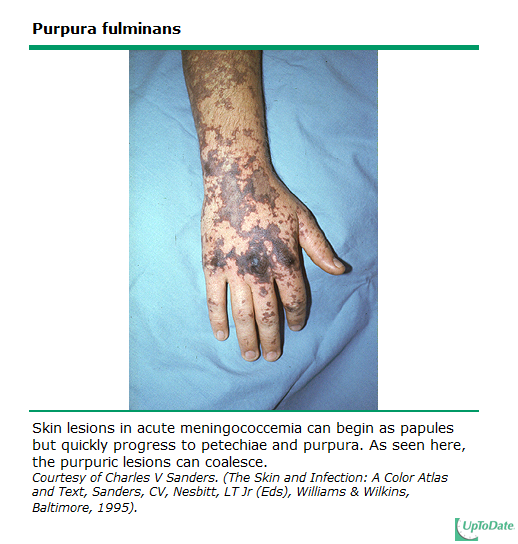 Purpura fulminans
Skin lesions in acute meningococcemia can begin as papules
but quickly progress to petechiae and purpura. As seen here,
the purpuric lesions can coalesce.
Courtesy of Charles V Sanders. (The Skin and Infection: A Color Atlas
and Text, Sanders, CV, Nesbitt, LT Jr (Eds), Williams & Wilkins,
Baltimore, 1995).
UpToDate